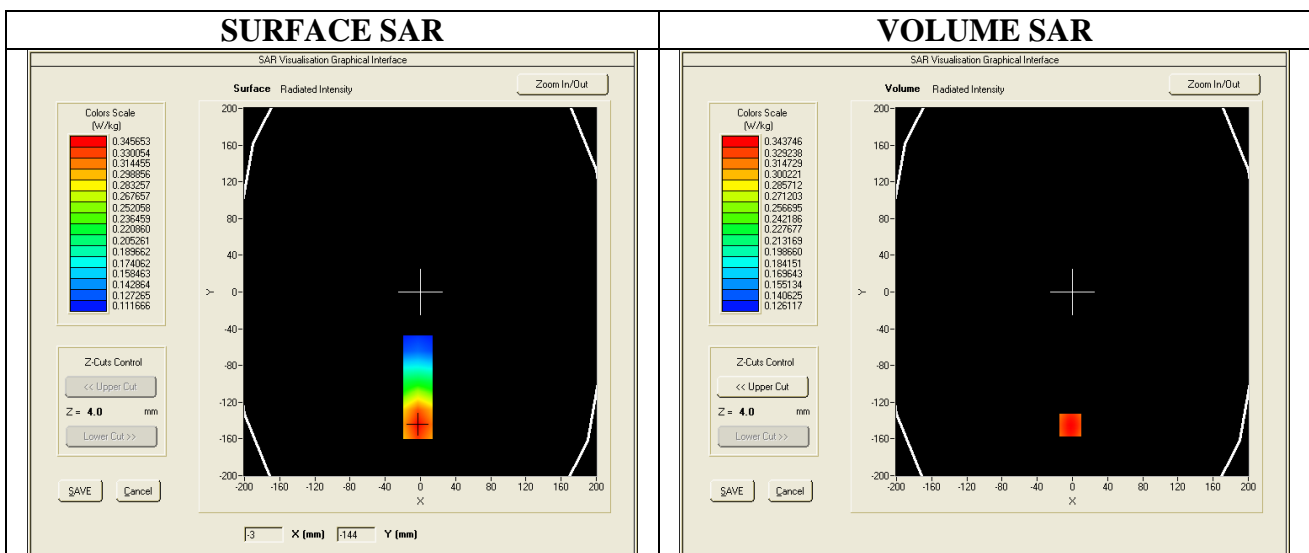 SURFACE SAR
SAR Visualisation Graphical Interface
Surface Radiated Intensity
Zoom In/Out
Colors Scale
(W/kg)
0.345653
0.330054
0.314455
0.298856
0.283257
0.267657
0.252058
0.236459
0.220860
0.205261
0.189662
0.174062
0.158463
0.142864
0.127265
0.111666
Z-Cuts Control
<< Upper Cut
Z = 4.0 mm
Lower Cut >>
SAVE Cancel
200
160
120
80
40
0
-40
-80
-120
-160
-200
Y
-200 -160 -120 -80 -40 0 40 80 120 160 200
X
-3 X (mm) -144 Y (mm)
VOLUME SAR
SAR Visualisation Graphical Interface
Volume Radiated Intensity
Zoom In/Out
Colors Scale
(W/kg)
0.343746
0.329238
0.314729
0.300221
0.285712
0.271203
0.256695
0.242186
0.227677
0.213169
0.198660
0.184151
0.169643
0.155134
0.140625
0.126117
Z-Cuts Control
<< Upper Cut
Z = 4.0 mm
Lower Cut >>
SAVE Cancel
200
160
120
80
40
0
-40
-80
-120
-160
-200
Y
-200 -160 -120 -80 -40 0 40 80 120 160 200
X